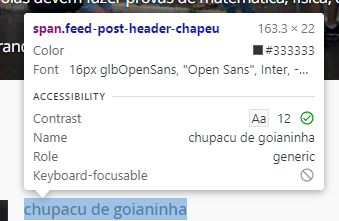 olas devem fazer provas de matemática, física,
span.feed-post-header-chapeu 163.3 × 22
Color #333333
Font 16px glbOpenSans, "Open Sans", Inter, -...
ACCESSIBILITY
Contrast Aa 12
Name chupacu de goianinha
Role generic
Keyboard-focusable
chupacu de goianinha